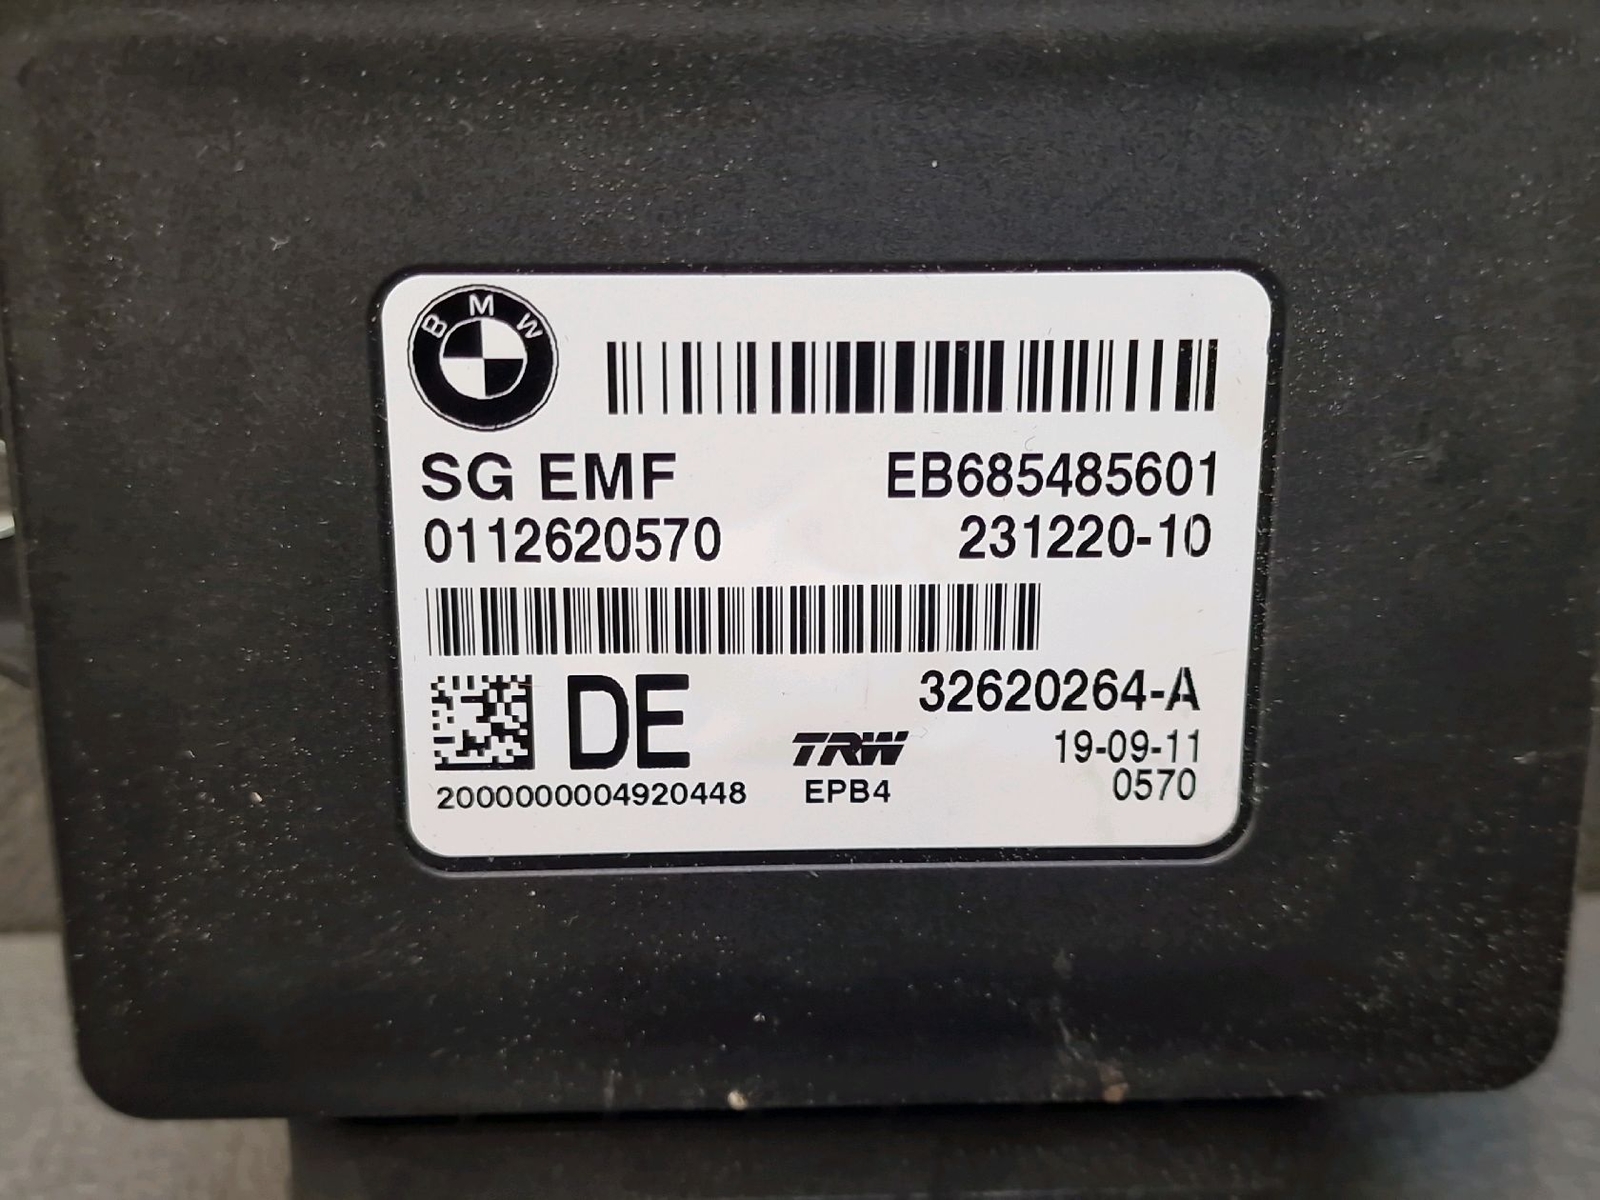 BMW
SG EMF EB685485601
0112620570 231220-10
DE 32620264-A
TRW 19-09-11
2000000004920448 EPB4 0570